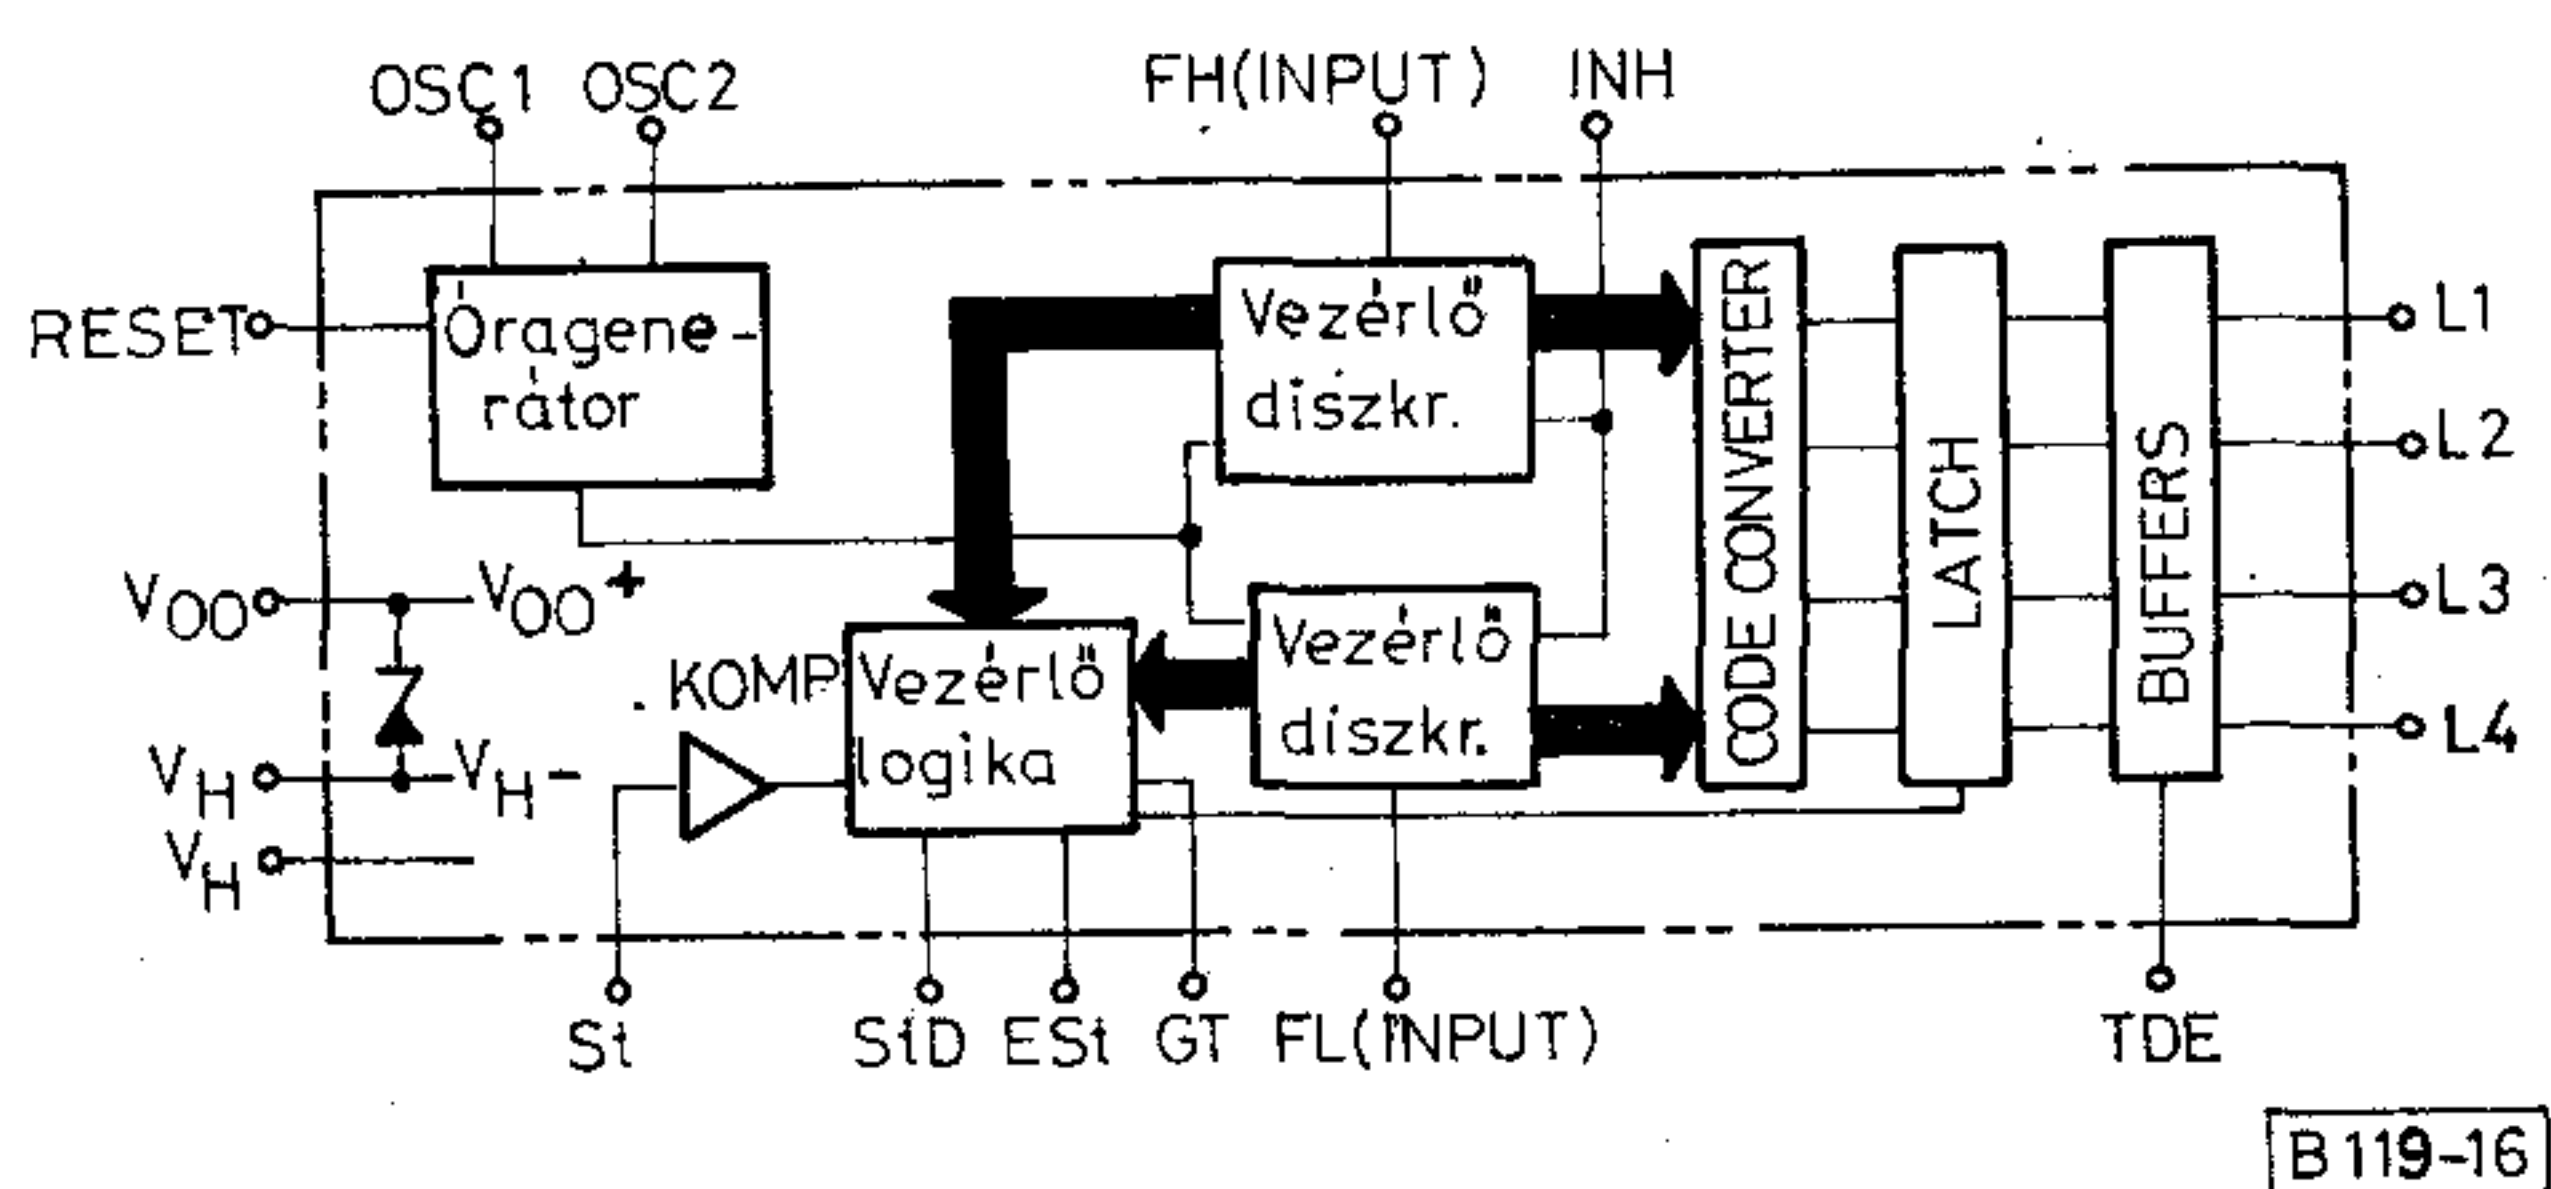 OSC1 OSC2
FH(INPUT) INH
RESET
Óragene-
rátor
Vezérlő
diszkr.
CODE CONVERTER
LATCH
BUFFERS
L1
L2
L3
L4
VOO
VOO+
VH
VH-
VH
KOMP
Vezérlő
logika
Vezérlő
diszkr.
St
StD ESt GT FL(INPUT)
TDE
B119-16